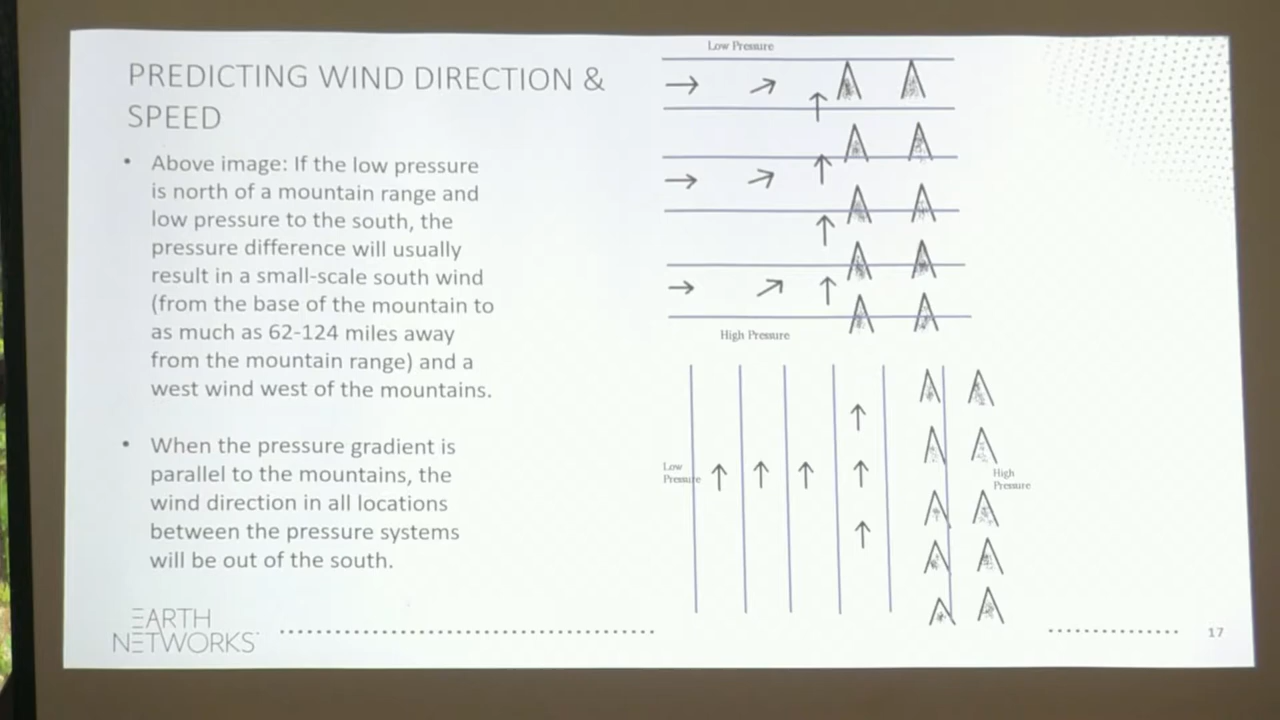 PREDICTING WIND DIRECTION &
SPEED
• Above image: If the low pressure
is north of a mountain range and
low pressure to the south, the
pressure difference will usually
result in a small-scale south wind
(from the base of the mountain to
as much as 62-124 miles away
from the mountain range) and a
west wind west of the mountains.
• When the pressure gradient is
parallel to the mountains, the
wind direction in all locations
between the pressure systems
will be out of the south.
Low Pressure
High Pressure
Low
Pressure
High
Pressure
EARTH
NETWORKS
17